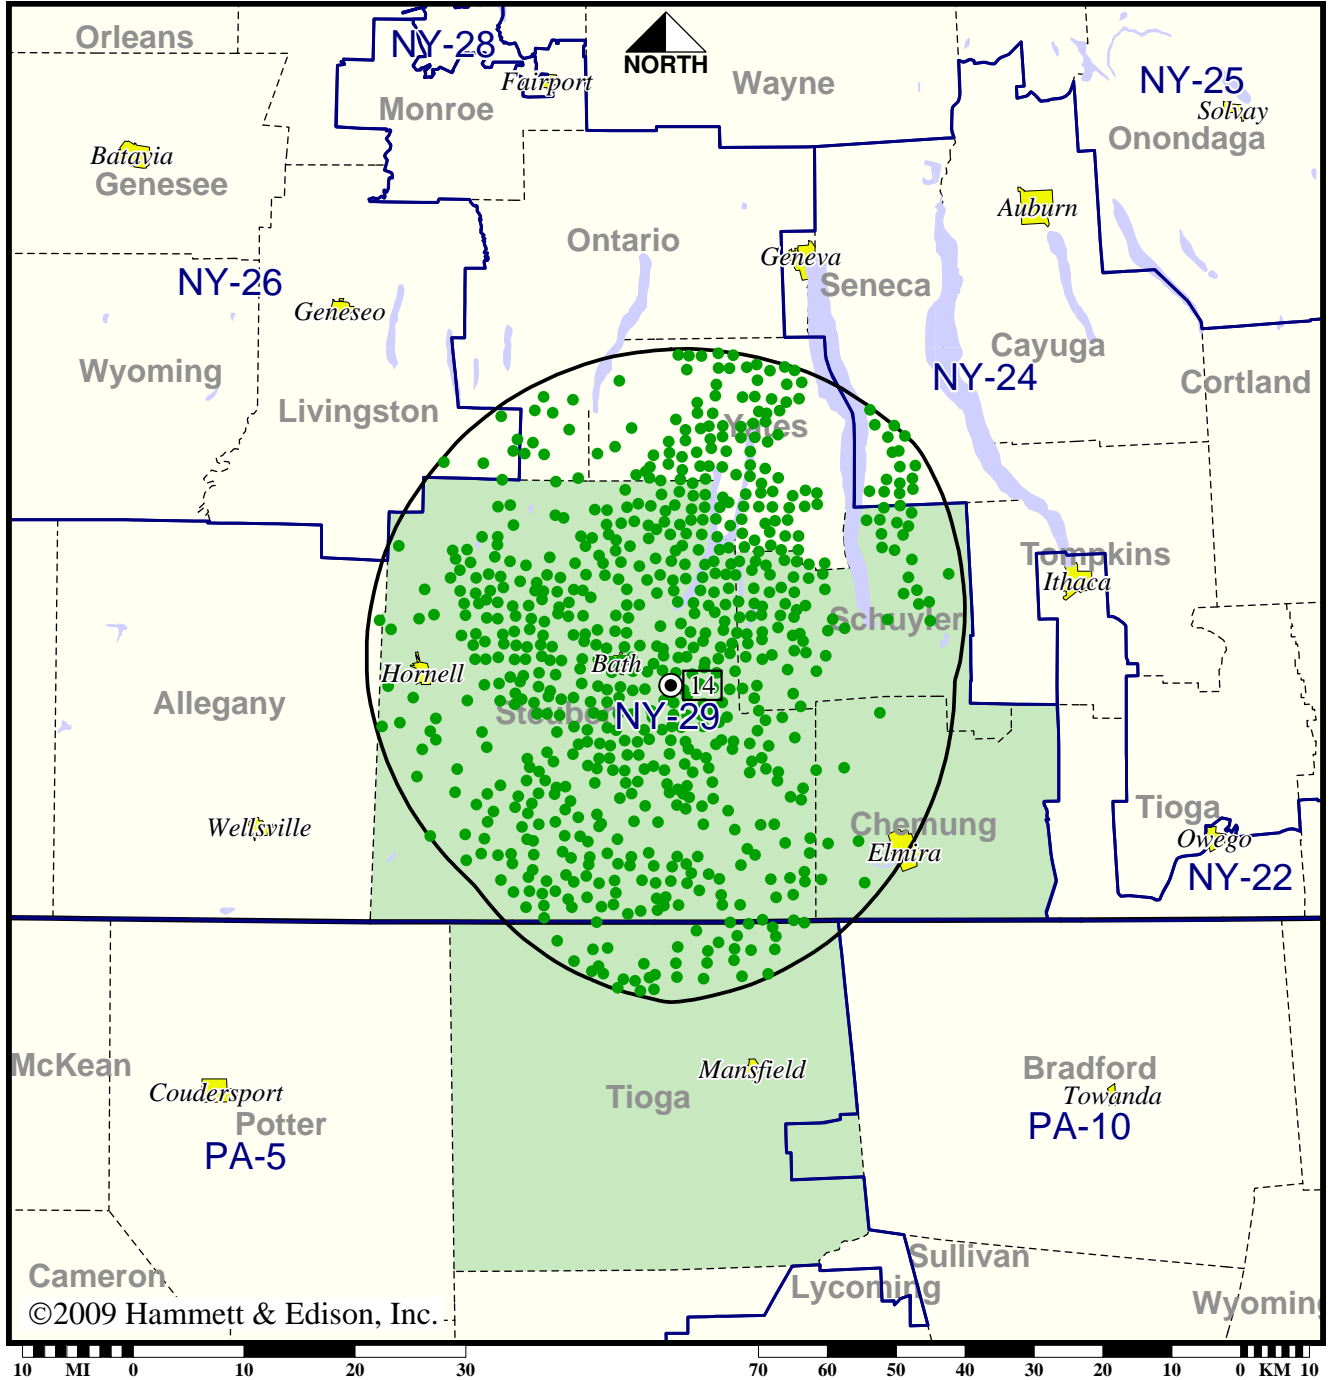 Orleans
NY-28
NORTH
Wayne
NY-25
Fairport
Monroe
Solvay
Onondaga
Batavia
Genesee
Auburn
Ontario
Geneva
NY-26
Seneca
Geneseo
Cayuga
Wyoming
NY-24
Cortland
Livingston
Yates
Tompkins
Ithaca
Schuyler
Bath
Hornell
14
Allegany
Steuben
NY-29
Tioga
Wellsville
Chemung
Elmira
Owego
NY-22
McKean
Mansfield
Bradford
Coudersport
Tioga
Towanda
Potter
PA-10
PA-5
Sullivan
Cameron
Lycoming
Wyoming
©2009 Hammett & Edison, Inc.
10 MI 0 10 20 30 70 60 50 40 30 20 10 0 KM 10